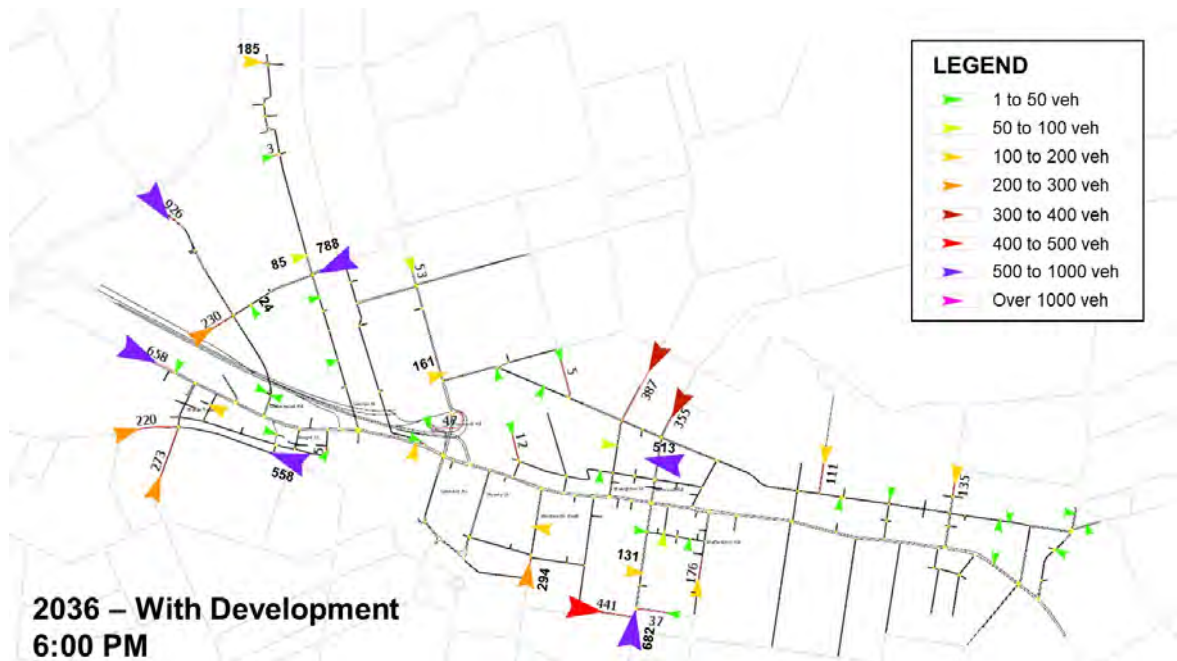 185
LEGEND
1 to 50 veh
50 to 100 veh
100 to 200 veh
200 to 300 veh
300 to 400 veh
400 to 500 veh
500 to 1000 veh
Over 1000 veh
3
926
788
85
53
24
230
658
161
47
5
387
355
220
273
558
12
513
111
135
131
176
294
441
37
682
2036 – With Development
6:00 PM